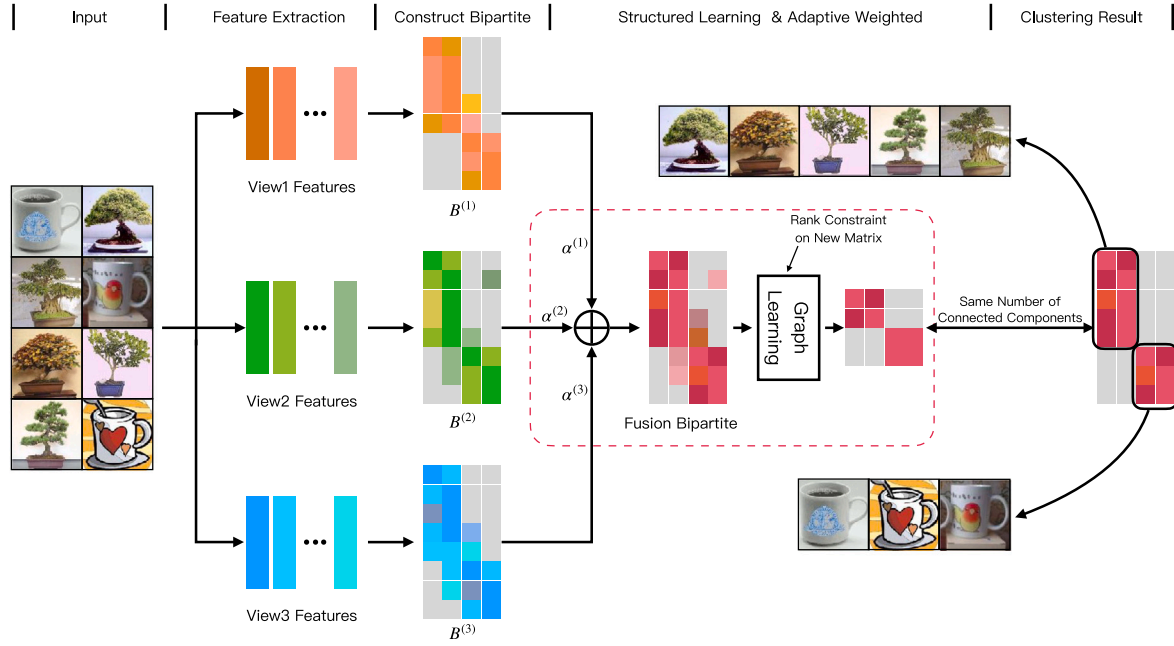 Input
Feature Extraction
Construct Bipartite
Structured Learning & Adaptive Weighted
Clustering Result
View1 Features
B^{(1)}
View2 Features
B^{(2)}
View3 Features
B^{(3)}
α^{(1)}
α^{(2)}
α^{(3)}
Rank Constraint
on New Matrix
Graph
Learning
Fusion Bipartite
Same Number of
Connected Components